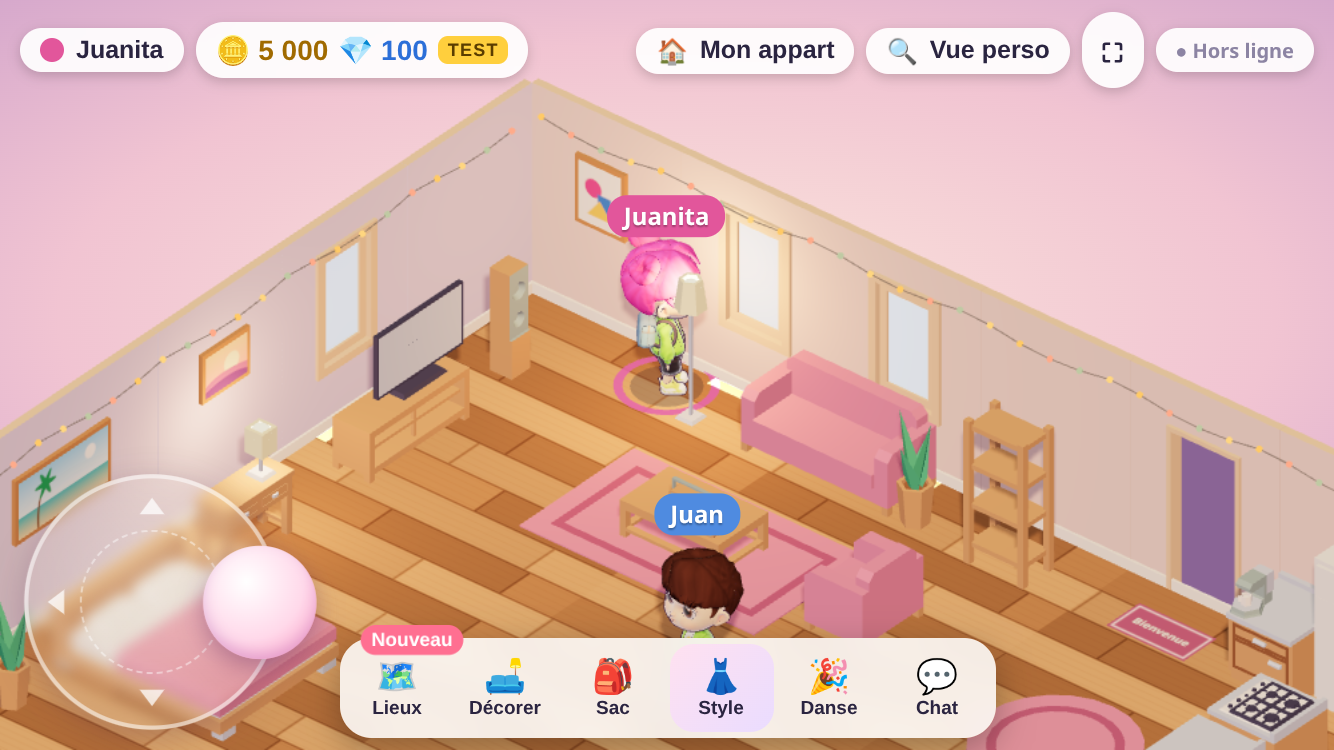 Juanita
5 000
100
TEST
Mon appart
Vue perso
Hors ligne
Juanita
Juan
Bienvenue
Nouveau
Lieux
Décorer
Sac
Style
Danse
Chat